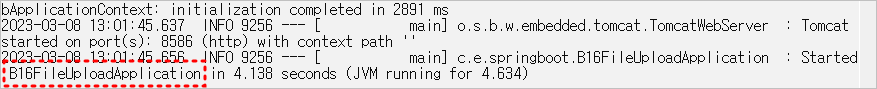 bApplicationContext: initialization completed in 2891 ms
2023-03-08 13:01:45.637  INFO 9256 --- [           main] o.s.b.w.embedded.tomcat.TomcatWebServer  : Tomcat
started on port(s): 8586 (http) with context path ''
2023-03-08 13:01:45.656  INFO 9256 --- [           main] c.e.springboot.B16FileUploadApplication  : Started
B16FileUploadApplication in 4.138 seconds (JVM running for 4.634)